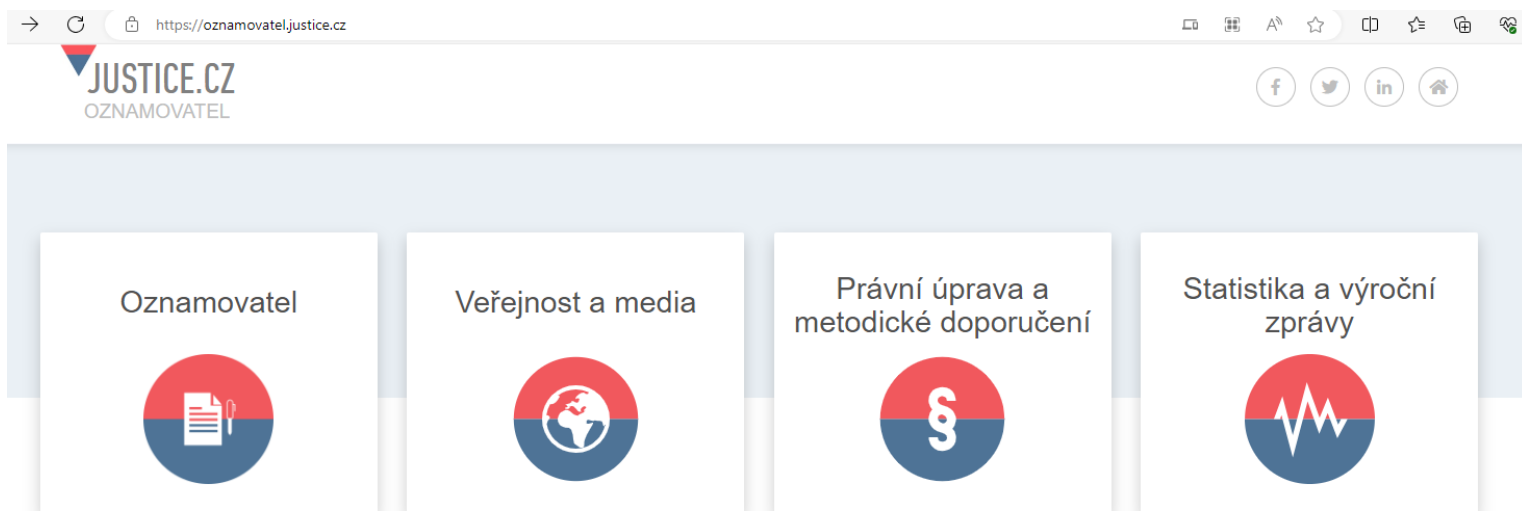 https://oznamovatel.justice.cz
JUSTICE.CZ
OZNAMOVATEL
Oznamovatel
Veřejnost a media
Právní úprava a
metodické doporučení
§
Statistika a výroční
zprávy